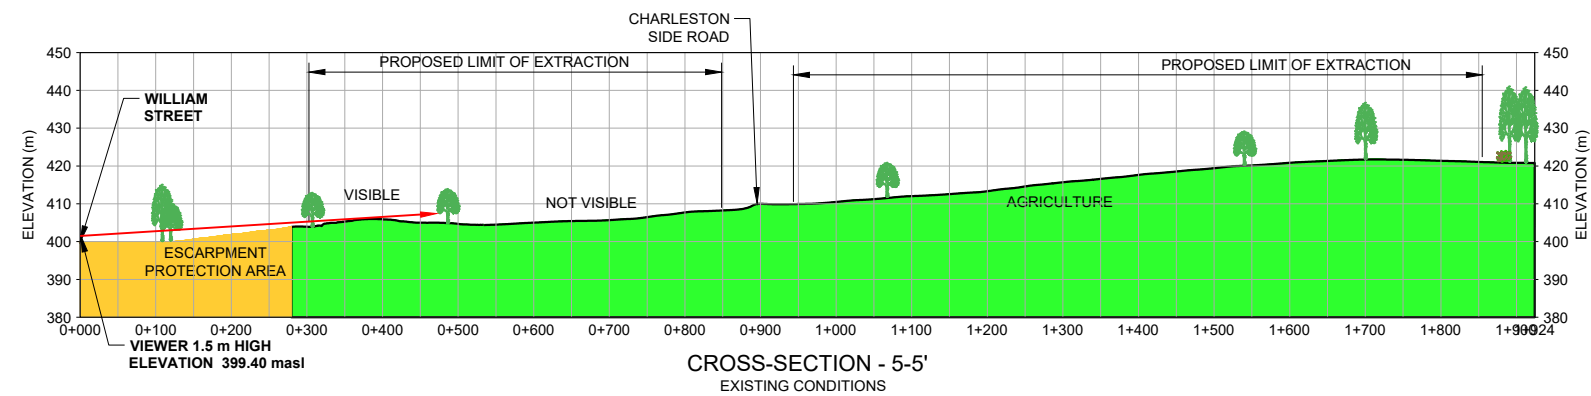 CHARLESTON
SIDE ROAD
PROPOSED LIMIT OF EXTRACTION
PROPOSED LIMIT OF EXTRACTION
WILLIAM
STREET
ELEVATION (m)
450
440
430
420
410
400
390
380
VISIBLE
NOT VISIBLE
AGRICULTURE
ESCARPMENT
PROTECTION AREA
450
440
430
420
410
400
390
380
ELEVATION (m)
0+000 0+100 0+200 0+300 0+400 0+500 0+600 0+700 0+800 0+900 1+000 1+100 1+200 1+300 1+400 1+500 1+600 1+700 1+800 1+900 1+924
VIEWER 1.5 m HIGH
ELEVATION 399.40 masl
CROSS-SECTION - 5-5'
EXISTING CONDITIONS